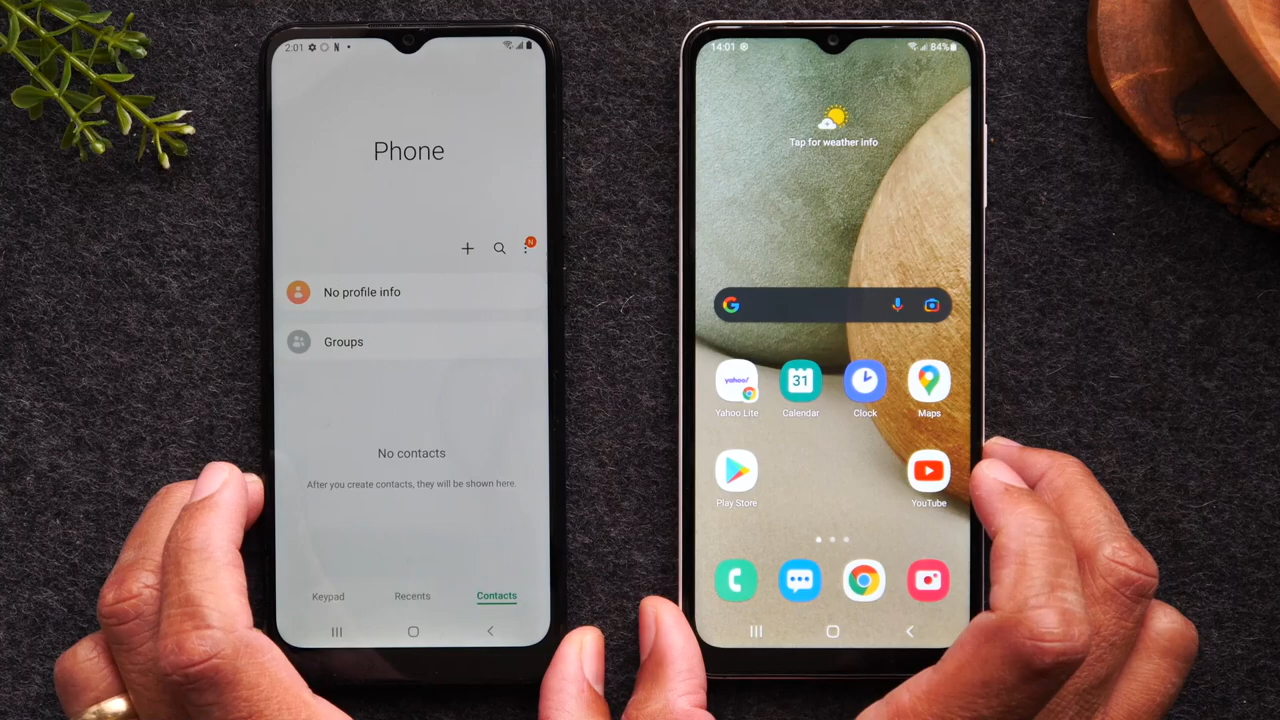 2:01 N
Phone
N
No profile info
Groups
No contacts
After you create contacts, they will be shown here.
Keypad Recents Contacts
14:01 84%
Tap for weather info
G
yahoo! 31
Yahoo Lite Calendar Clock Maps
Play Store YouTube